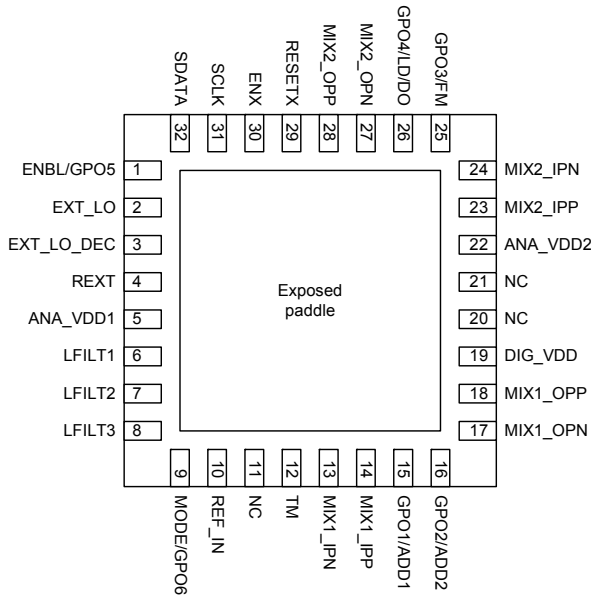 SDATA
SCLK
ENX
RESETX
MIX2_OPP
MIX2_OPN
GPO4/LD/DO
GPO3/FM
32
31
30
29
28
27
26
25
ENBL/GPO5 1
EXT_LO 2
EXT_LO_DEC 3
REXT 4
ANA_VDD1 5
LFILT1 6
LFILT2 7
LFILT3 8
Exposed
paddle
24 MIX2_IPN
23 MIX2_IPP
22 ANA_VDD2
21 NC
20 NC
19 DIG_VDD
18 MIX1_OPP
17 MIX1_OPN
9
10
11
12
13
14
15
16
MODE/GPO6
REF_IN
NC
TM
MIX1_IPN
MIX1_IPP
GPO1/ADD1
GPO2/ADD2